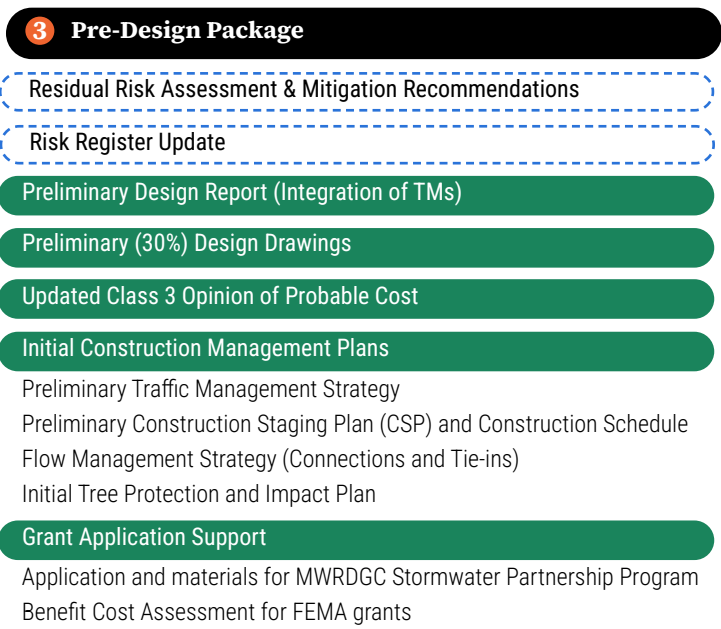 3 Pre-Design Package
Residual Risk Assessment & Mitigation Recommendations
Risk Register Update
Preliminary Design Report (Integration of TMs)
Preliminary (30%) Design Drawings
Updated Class 3 Opinion of Probable Cost
Initial Construction Management Plans
Preliminary Traffic Management Strategy
Preliminary Construction Staging Plan (CSP) and Construction Schedule
Flow Management Strategy (Connections and Tie-ins)
Initial Tree Protection and Impact Plan
Grant Application Support
Application and materials for MWRDGC Stormwater Partnership Program
Benefit Cost Assessment for FEMA grants